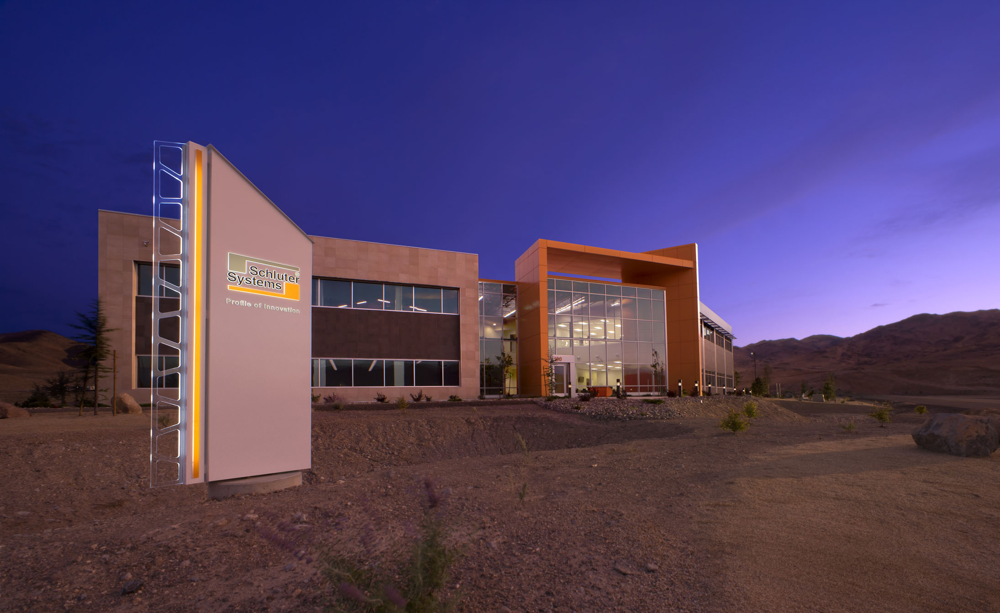 Schluter®
Systems
Profile of Innovation